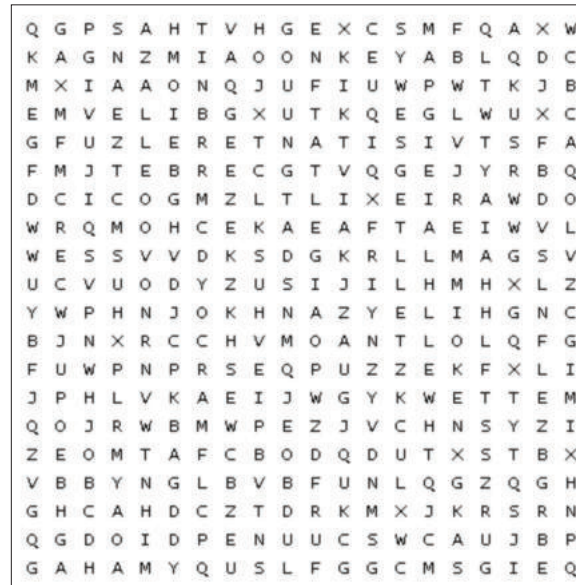 Q G P S A H T V H G E X C S M F Q A X W
K A G N Z M I A O O N K E Y A B L Q D C
M X I A A O N Q J U F I U W P W T K J B
E M V E L I B G X U T K Q E G L W U X C
G F U Z L E R E T N A T I S I V T S F A
F M J T E B R E C G T V Q G E J Y R B Q
D C I C O G M Z L T L I X E I R A W D O
W R Q M O H C E K A E A F T A E I W V L
W E S S V V D K S D G K R L L M A G S V
U C V U O D Y Z U S I J I L H M H X L Z
Y W P H N J O K H N A Z Y E L I H G N C
B J N X R C C H V M O A N T L O L Q F G
F U W P N P R S E Q P U Z Z E K F X L I
J P H L V K A E I J W G Y K W E T T E M
Q O J R W B M W P E Z J V C H N S Y Z I
Z E O M T A F C B O D Q D U T X S T B X
V B B Y N G L B V B F U N L Q G Z Q G H
G H C A H D C Z T D R K M X J K R S R N
Q G D O I D P E N U U C S W C A U J B P
G A H A M Y Q U S L F G G C M S G I E Q